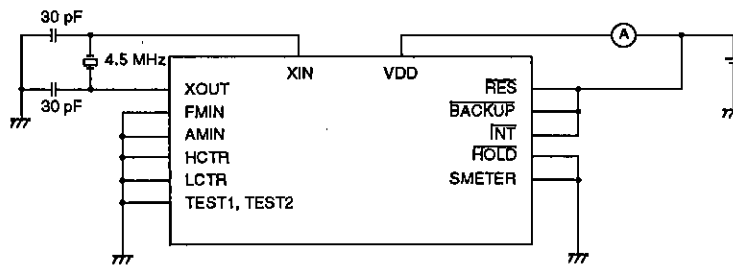 30 pF
4.5 MHz
30 pF
A
XIN
VDD
XOUT
FMIN
AMIN
HCTR
LCTR
TEST1, TEST2
RES
BACKUP
INT
HOLD
SMETER